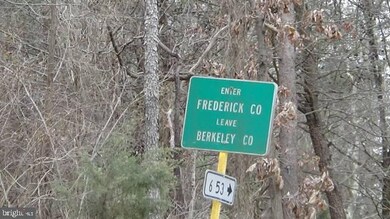 ENTER
FREDERICK CO
LEAVE
BERKELEY CO
653
bright